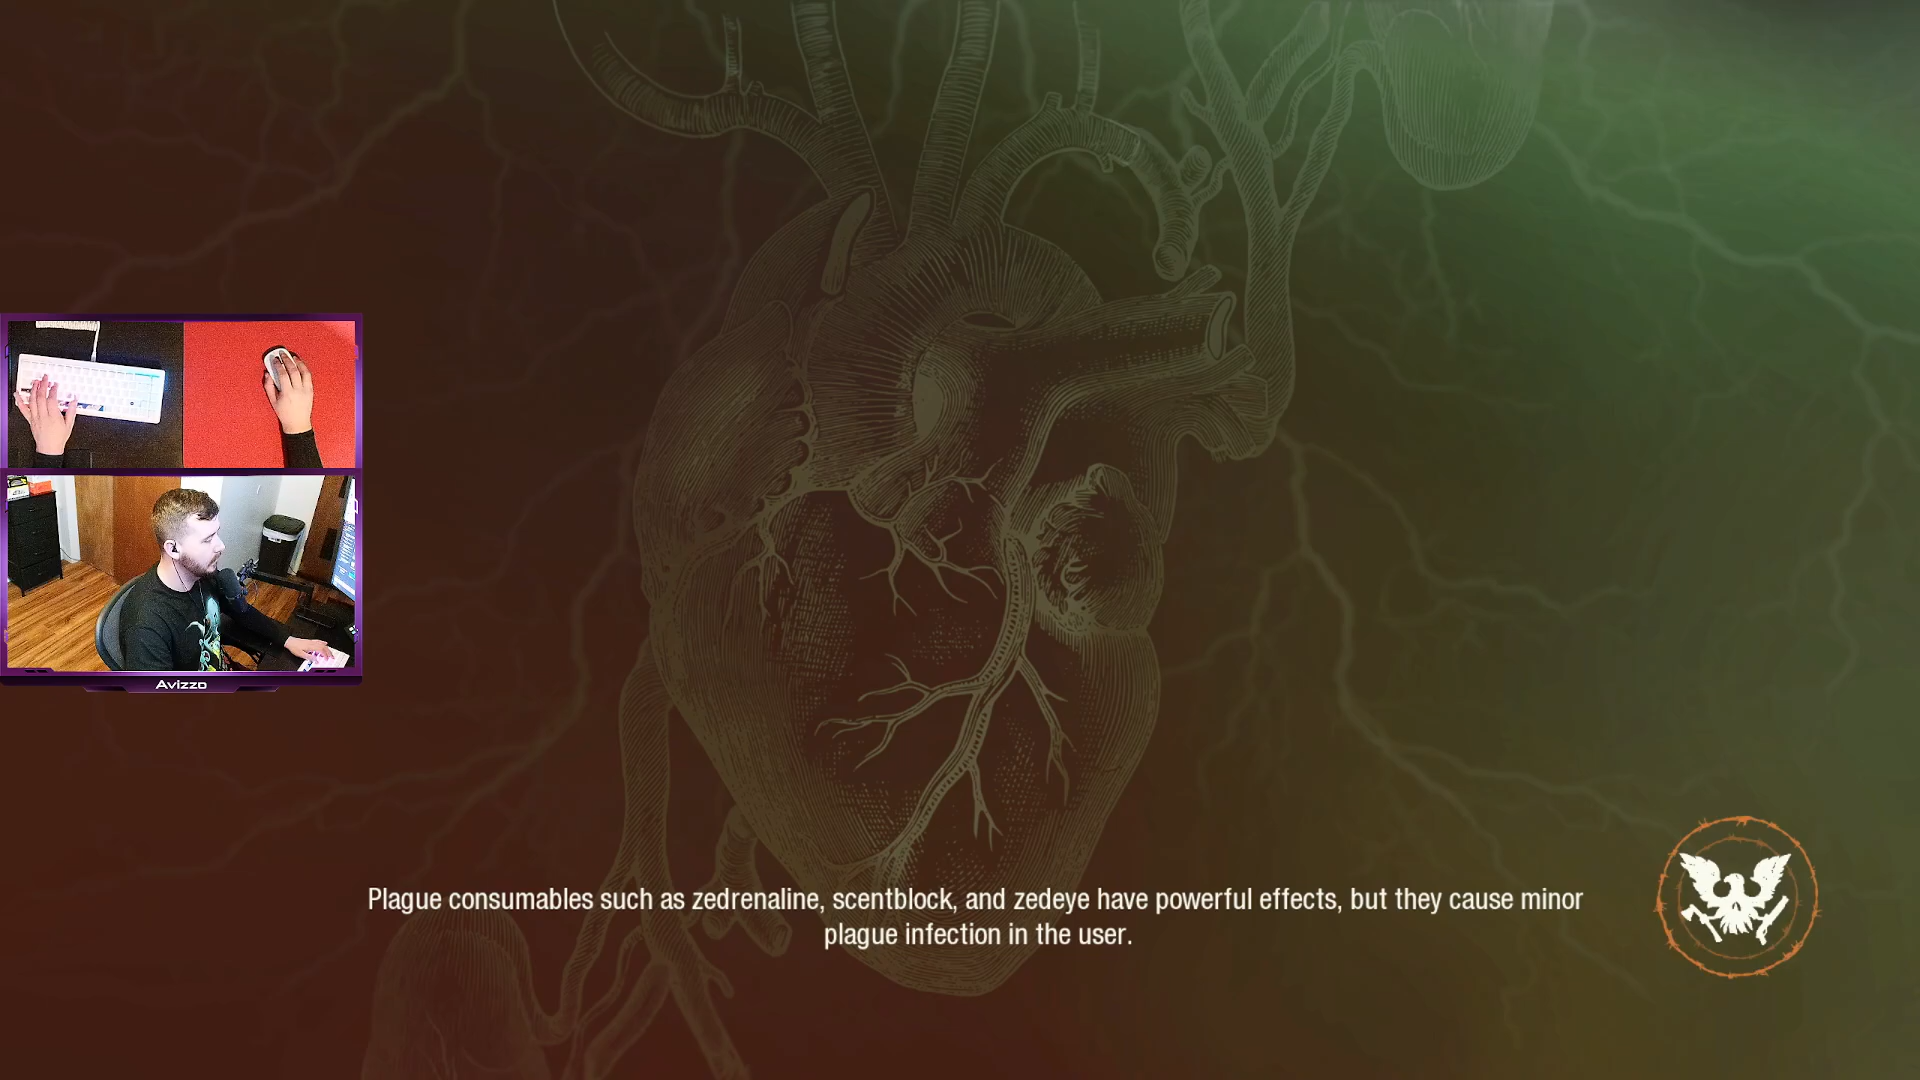 Avizzo
Plague consumables such as zedrenaline, scentblock, and zedeye have powerful effects, but they cause minor
plague infection in the user.